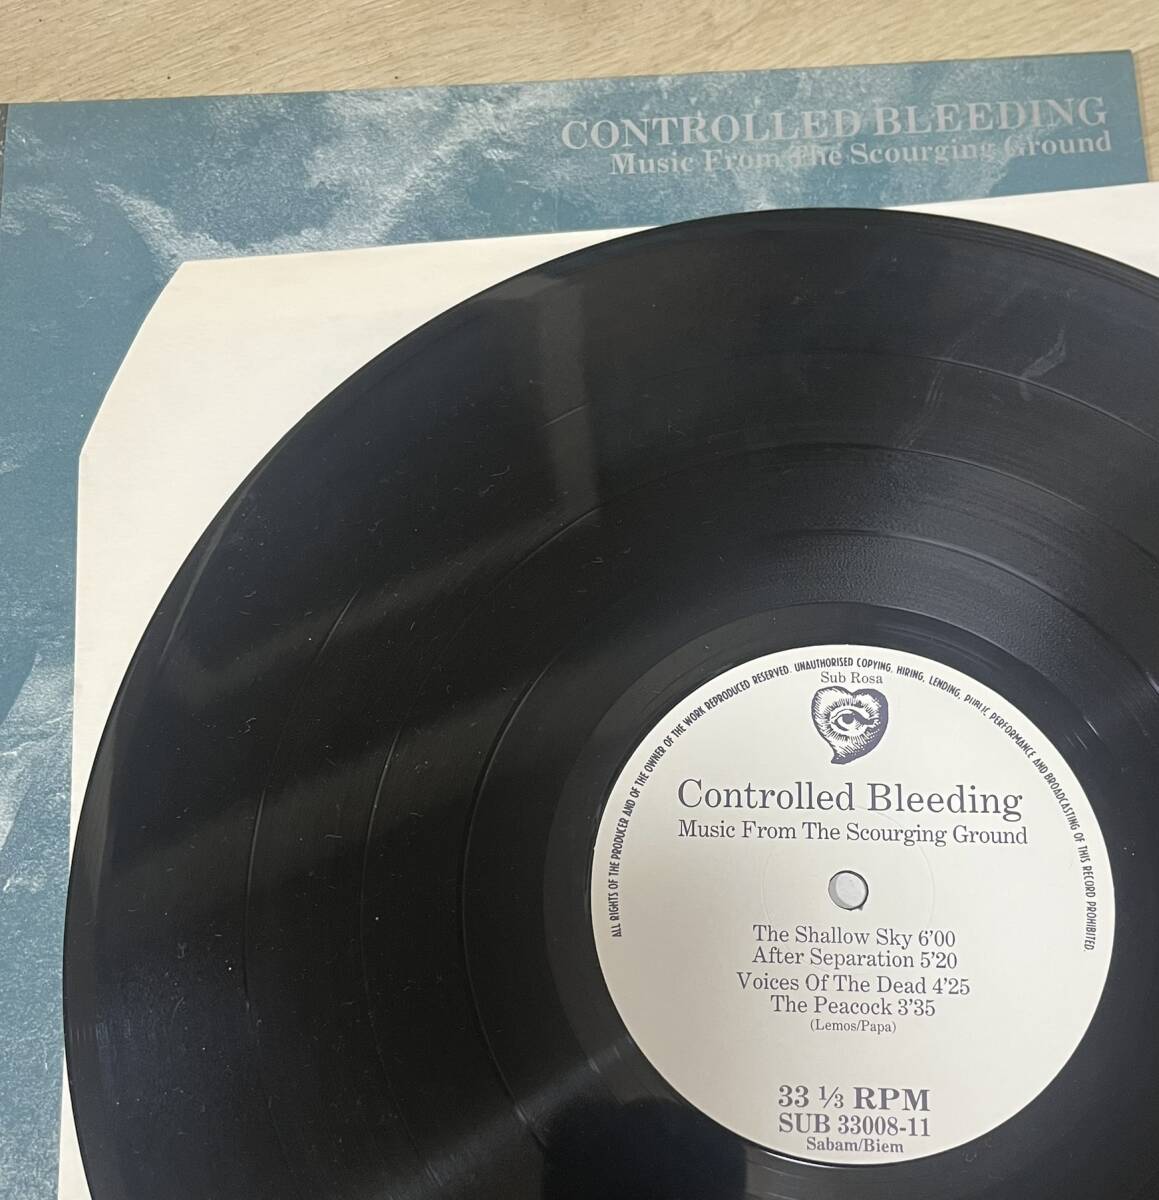 CONTROLLED BLEEDING
Music From The Scourging Ground
ALL RIGHTS OF THE PRODUCER AND OF THE OWNER OF THE WORK REPRODUCED RESERVED. UNAUTHORISED COPYING, HIRING, LENDING, PUBLIC PERFORMANCE AND BROADCASTING OF THIS RECORD PROHIBITED.
Sub Rosa
Controlled Bleeding
Music From The Scourging Ground
The Shallow Sky 6'00
After Separation 5'20
Voices Of The Dead 4'25
The Peacock 3'35
(Lemos/Papa)
33 ⅓ RPM
SUB 33008-11
Sabam/Biem